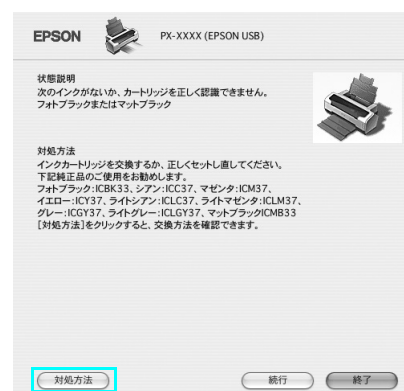 EPSON PX-XXXX (EPSON USB)
状態説明
次のインクがないか、カートリッジを正しく認識できません。
フォトブラックまたはマットブラック
対処方法
インクカートリッジを交換するか、正しくセットし直してください。
下記純正品のご使用をお勧めします。
フォトブラック:ICBK33、シアン:ICC37、マゼンタ:ICM37、
イエロー:ICY37、ライトシアン:ICLC37、ライトマゼンタ:ICLM37、
グレー:ICGY37、ライトグレー:ICLGY37、マットブラックICMB33
[対処方法]をクリックすると、交換方法を確認できます。
対処方法 続行 終了